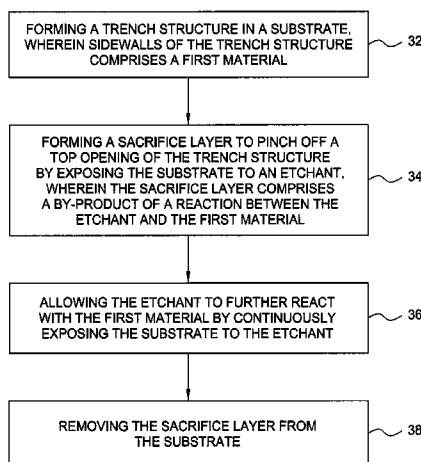 FORMING A TRENCH STRUCTURE IN A SUBSTRATE,
WHEREIN SIDEWALLS OF THE TRENCH STRUCTURE
COMPRISES A FIRST MATERIAL
32
FORMING A SACRIFICE LAYER TO PINCH OFF A
TOP OPENING OF THE TRENCH STRUCTURE
BY EXPOSING THE SUBSTRATE TO AN ETCHANT,
WHEREIN THE SACRIFICE LAYER COMPRISES
A BY-PRODUCT OF A REACTION BETWEEN THE
ETCHANT AND THE FIRST MATERIAL
34
ALLOWING THE ETCHANT TO FURTHER REACT
WITH THE FIRST MATERIAL BY CONTINUOUSLY
EXPOSING THE SUBSTRATE TO THE ETCHANT
36
REMOVING THE SACRIFICE LAYER FROM
THE SUBSTRATE
38